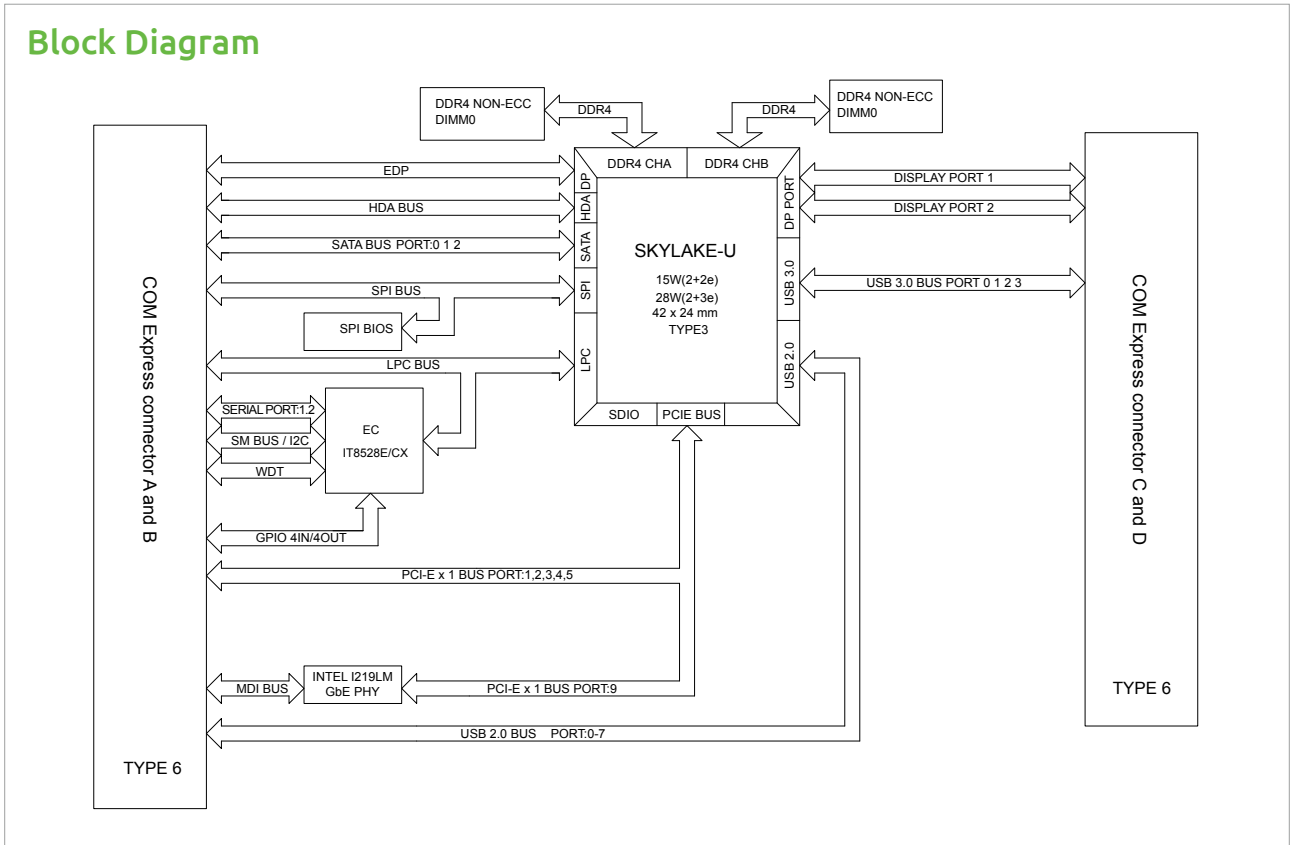 Block Diagram
DDR4 NON-ECC
DIMM0
DDR4
DDR4
DDR4 NON-ECC
DIMM0
DDR4 CHA
DDR4 CHB
EDP
DP
HDA BUS
HDA
SATA BUS PORT:0 1 2
SATA
SPI BUS
SPI
SPI BIOS
LPC BUS
LPC
SKYLAKE-U
15W(2+2e)
28W(2+3e)
42 x 24 mm
TYPE3
DP PORT
DISPLAY PORT 1
DISPLAY PORT 2
USB 3.0
USB 3.0 BUS PORT 0 1 2 3
USB 2.0
SDIO
PCIE BUS
COM Express connector A and B
COM Express connector C and D
SERIAL PORT:1.2
SM BUS / I2C
WDT
EC
IT8528E/CX
GPIO 4IN/4OUT
PCI-E x 1 BUS PORT:1,2,3,4,5
MDI BUS
INTEL I219LM
GbE PHY
PCI-E x 1 BUS PORT:9
USB 2.0 BUS PORT:0-7
TYPE 6
TYPE 6